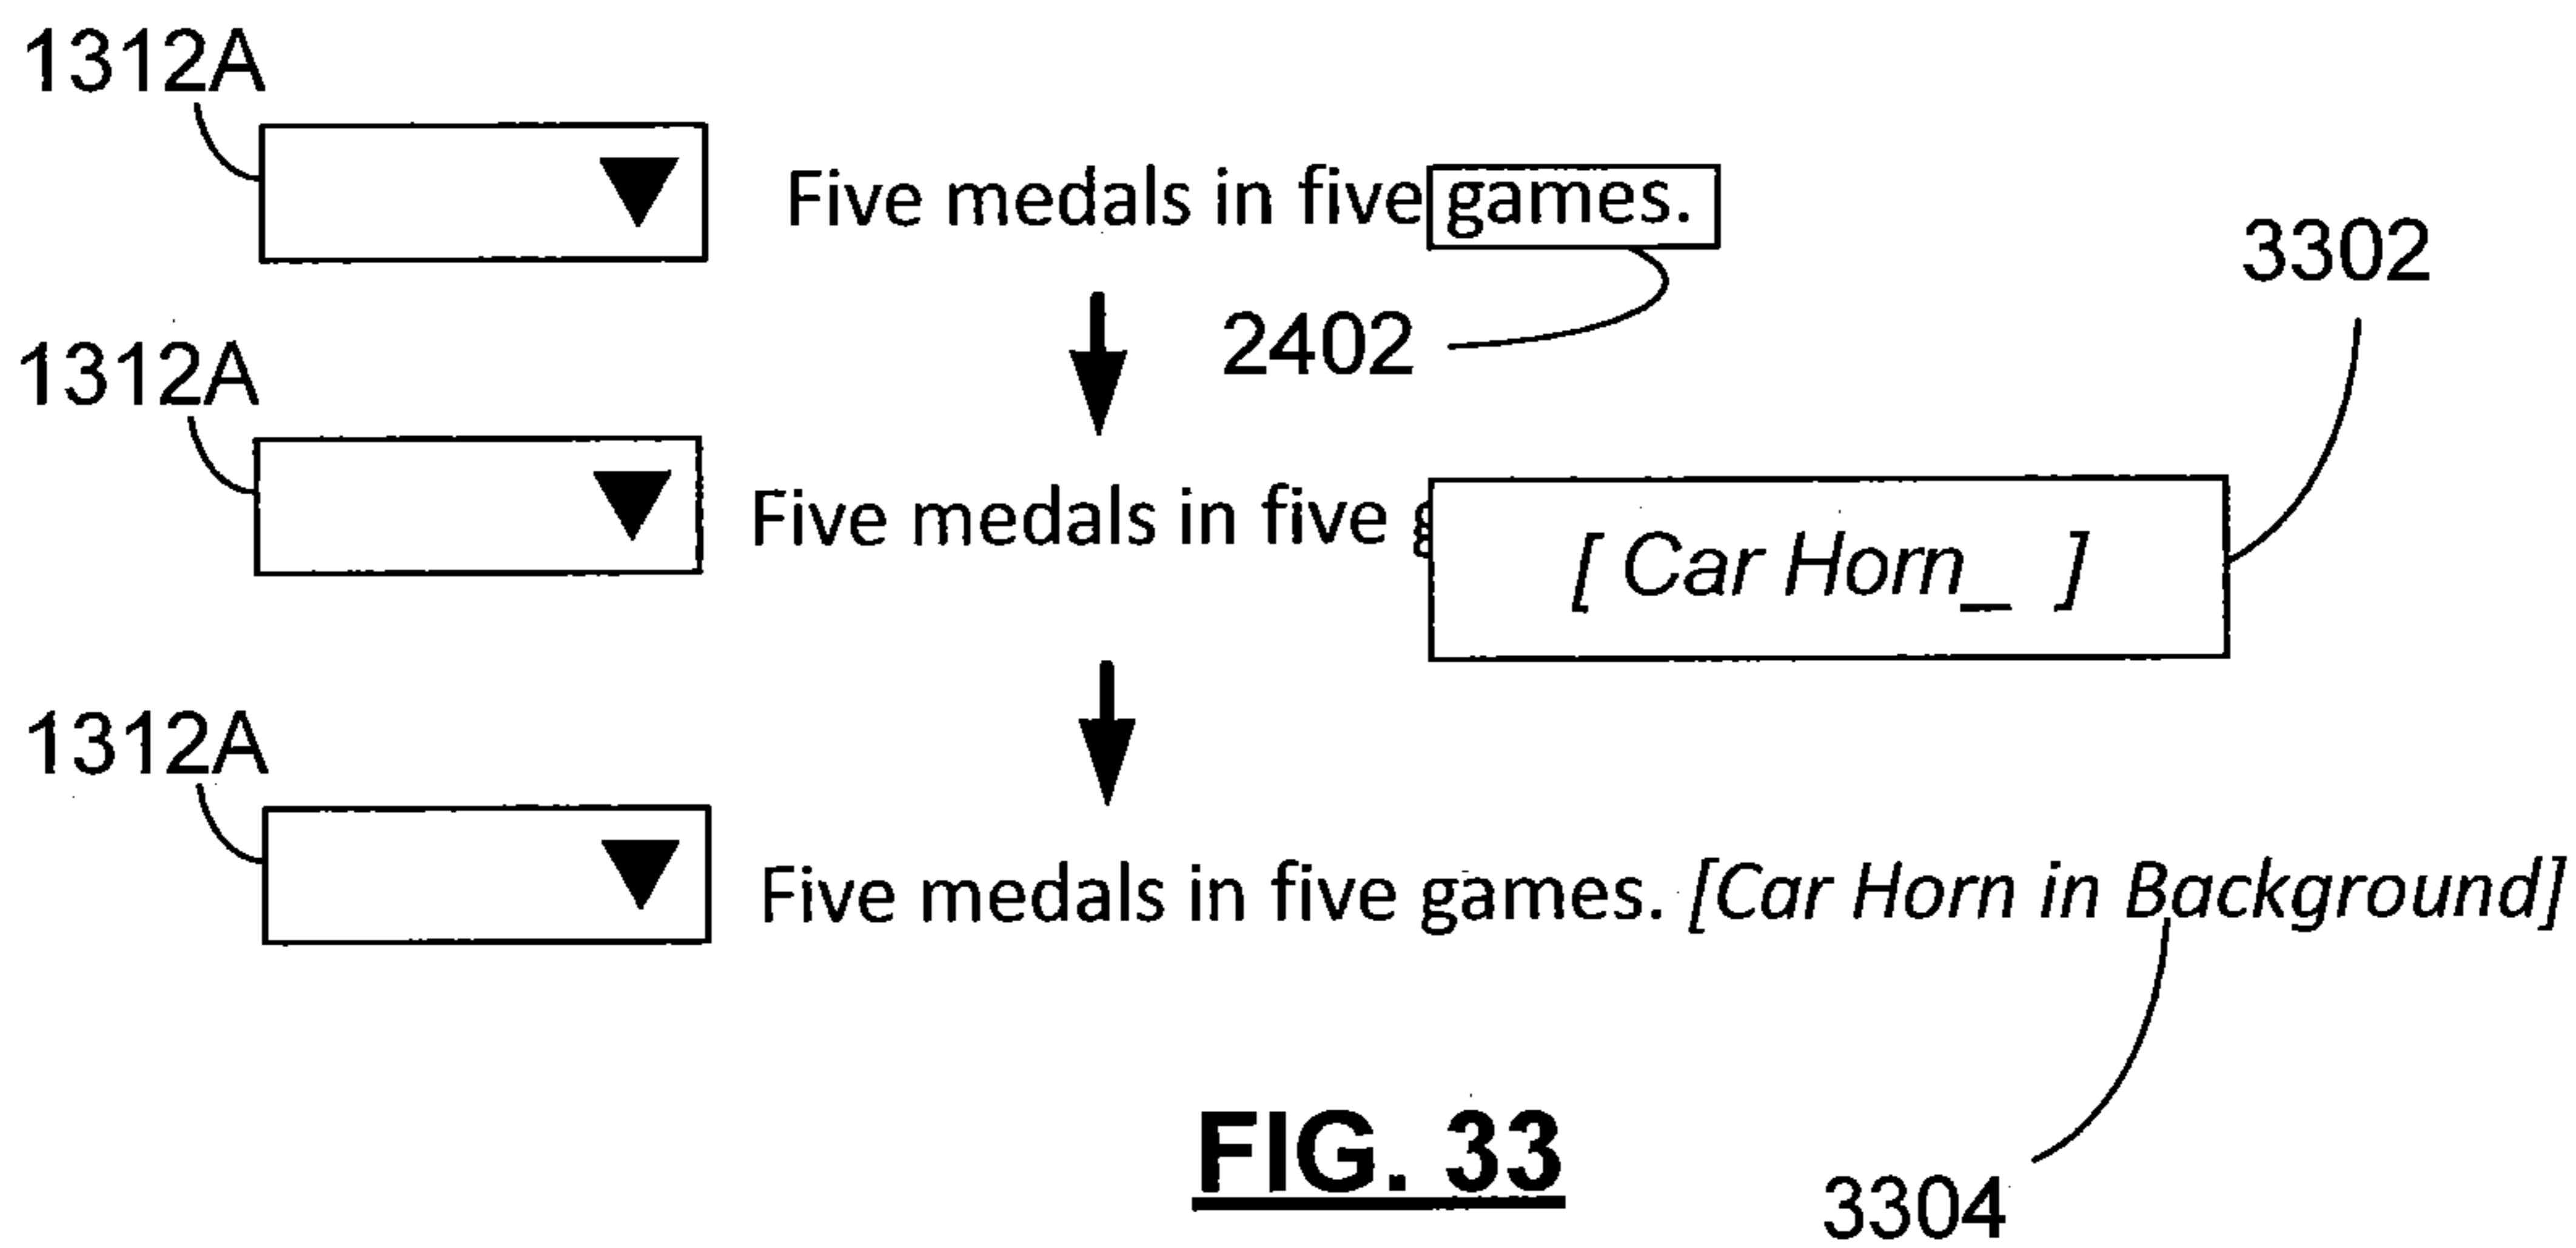 1312A
Five medals in five games.
2402
3302
1312A
Five medals in five g
[ Car Horn_ ]
1312A
Five medals in five games. [Car Horn in Background]
FIG. 33
3304